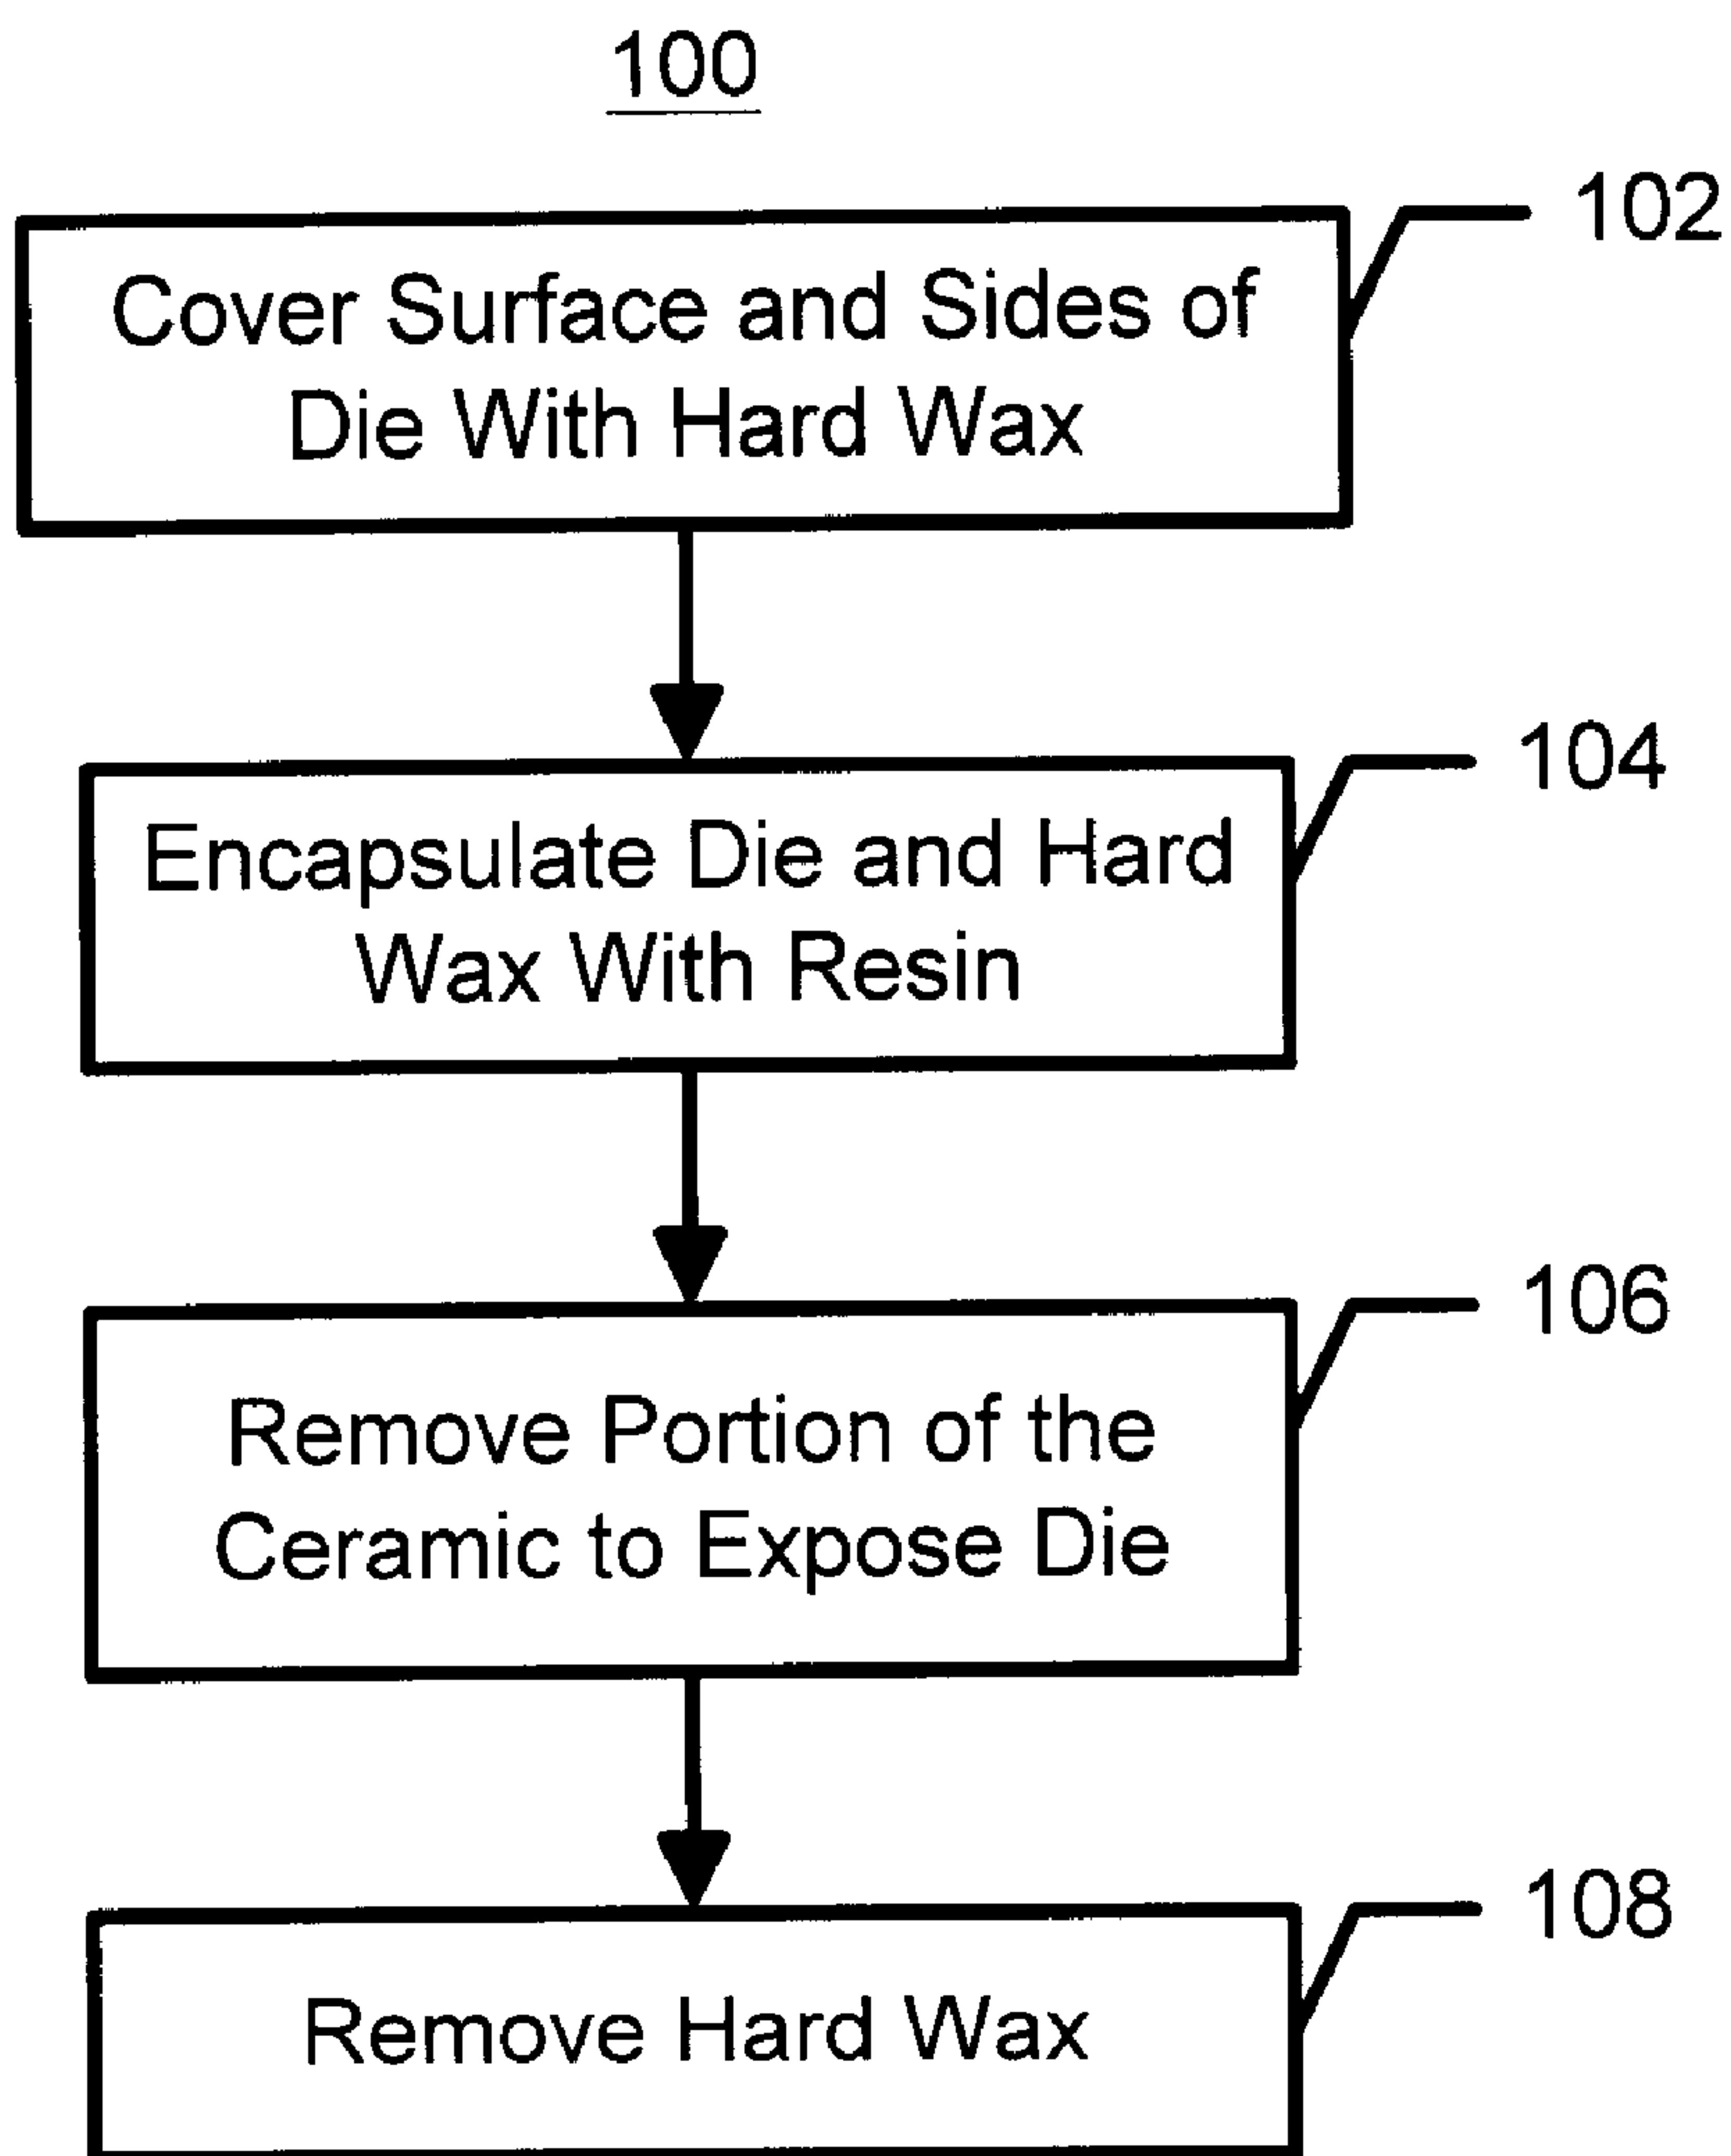 100
102
Cover Surface and Sides of
Die With Hard Wax
104
Encapsulate Die and Hard
Wax With Resin
106
Remove Portion of the
Ceramic to Expose Die
108
Remove Hard Wax